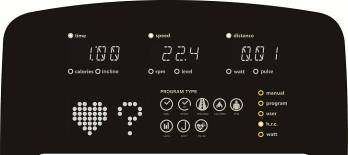 time speed distance
1:00 22.4 0.01
calories incline rpm level watt pulse
PROGRAM TYPE
manual
program
user
h.r.c.
watt
?